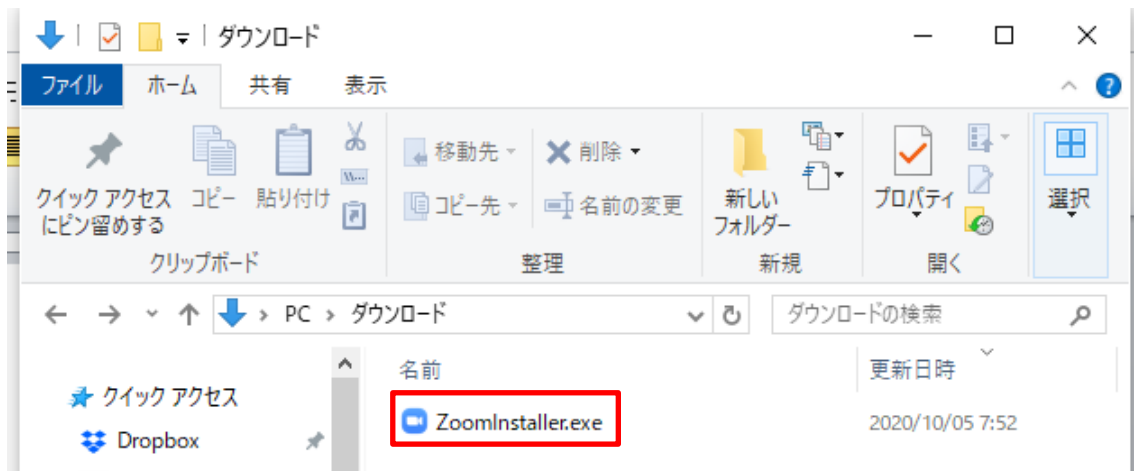 ダウンロード
ファイル ホーム 共有 表示
クイック アクセス
にピン留めする
コピー
貼り付け
移動先
コピー先
削除
名前の変更
新しい
フォルダー
プロパティ
選択
クリップボード
整理
新規
開く
PC ダウンロード
ダウンロードの検索
名前
更新日時
クイック アクセス
ZoomInstaller.exe
2020/10/05 7:52
Dropbox